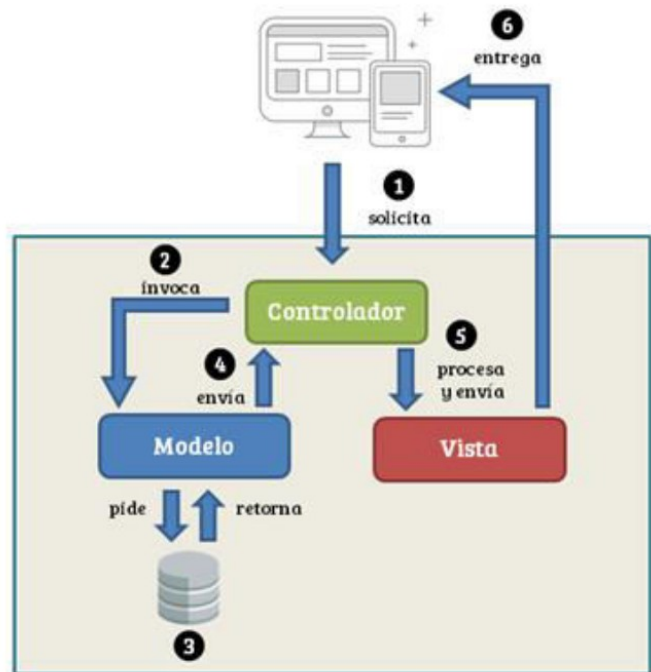 6
entrega
1
solicita
2
invoca
Controlador
4
envía
5
procesa
y envía
Modelo
Vista
pide
retorna
3